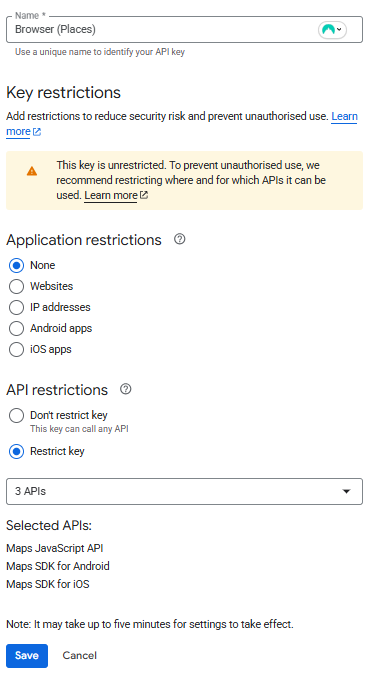 Name *
Browser (Places)
Use a unique name to identify your API key
Key restrictions
Add restrictions to reduce security risk and prevent unauthorised use. Learn
more
This key is unrestricted. To prevent unauthorised use, we
recommend restricting where and for which APIs it can be
used. Learn more
Application restrictions
None
Websites
IP addresses
Android apps
iOS apps
API restrictions
Don't restrict key
This key can call any API
Restrict key
3 APIs
Selected APIs:
Maps JavaScript API
Maps SDK for Android
Maps SDK for iOS
Note: It may take up to five minutes for settings to take effect.
Save Cancel